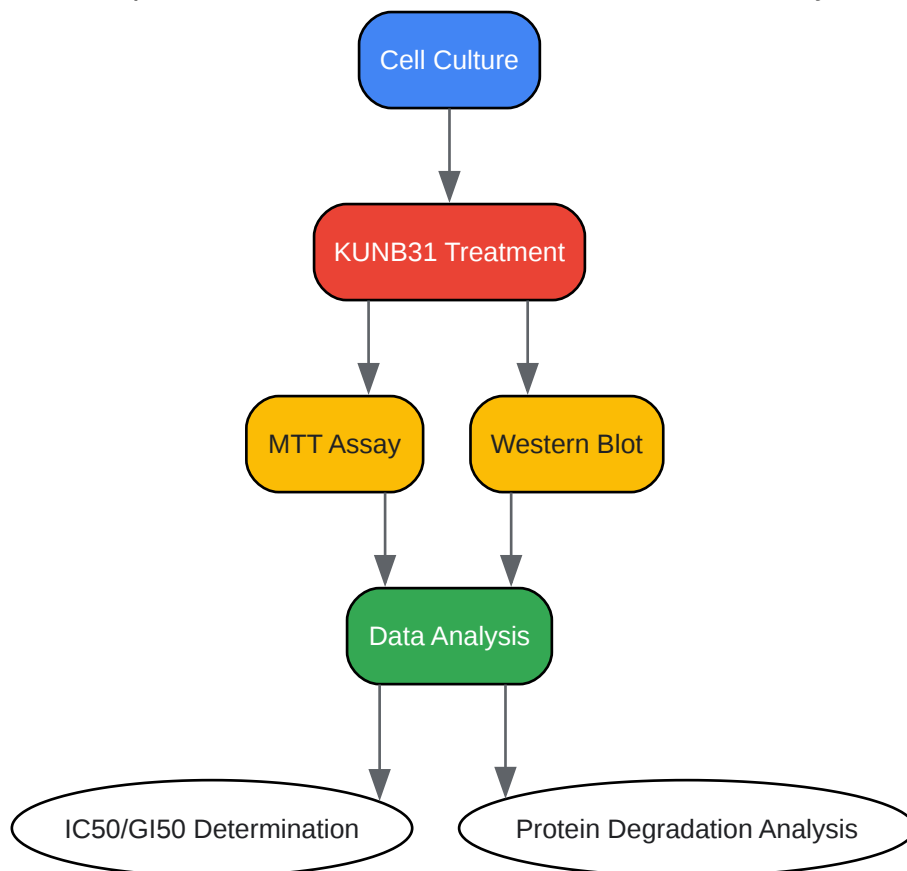 Cell Culture
KUNB31 Treatment
MTT Assay
Western Blot
Data Analysis
IC50/GI50 Determination
Protein Degradation Analysis